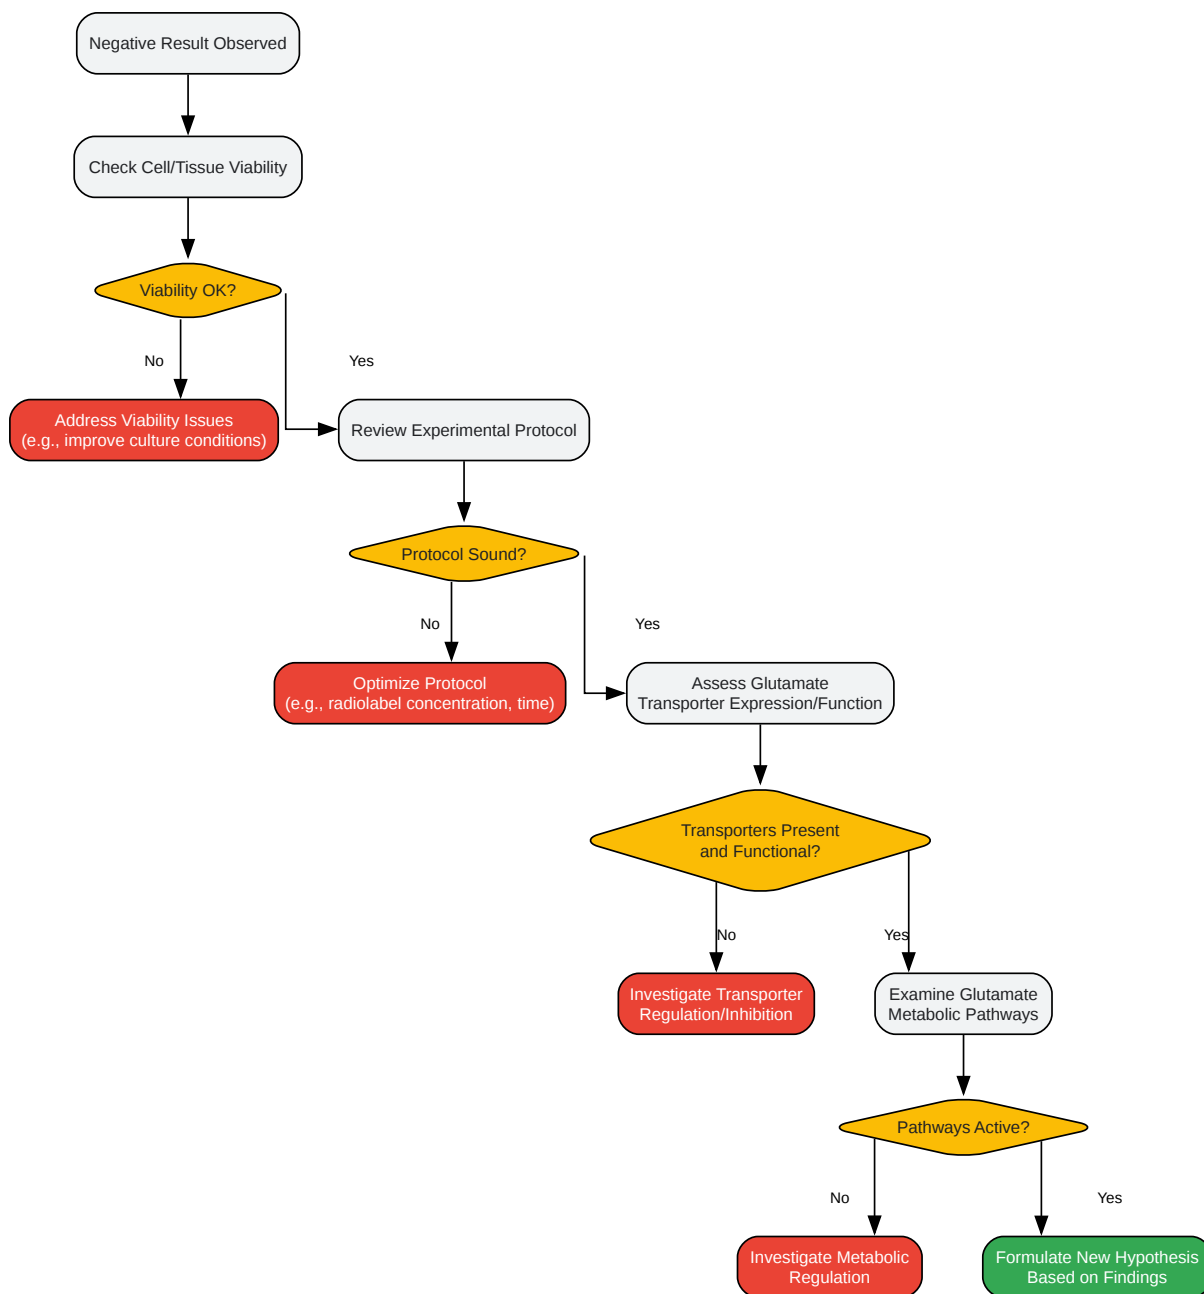 Negative Result Observed
Check Cell/Tissue Viability
Viability OK?
No
Yes
Address Viability Issues
(e.g., improve culture conditions)
Review Experimental Protocol
Protocol Sound?
No
Yes
Optimize Protocol
(e.g., radiolabel concentration, time)
Assess Glutamate
Transporter Expression/Function
Transporters Present
and Functional?
No
Yes
Investigate Transporter
Regulation/Inhibition
Examine Glutamate
Metabolic Pathways
Pathways Active?
No
Yes
Investigate Metabolic
Regulation
Formulate New Hypothesis
Based on Findings